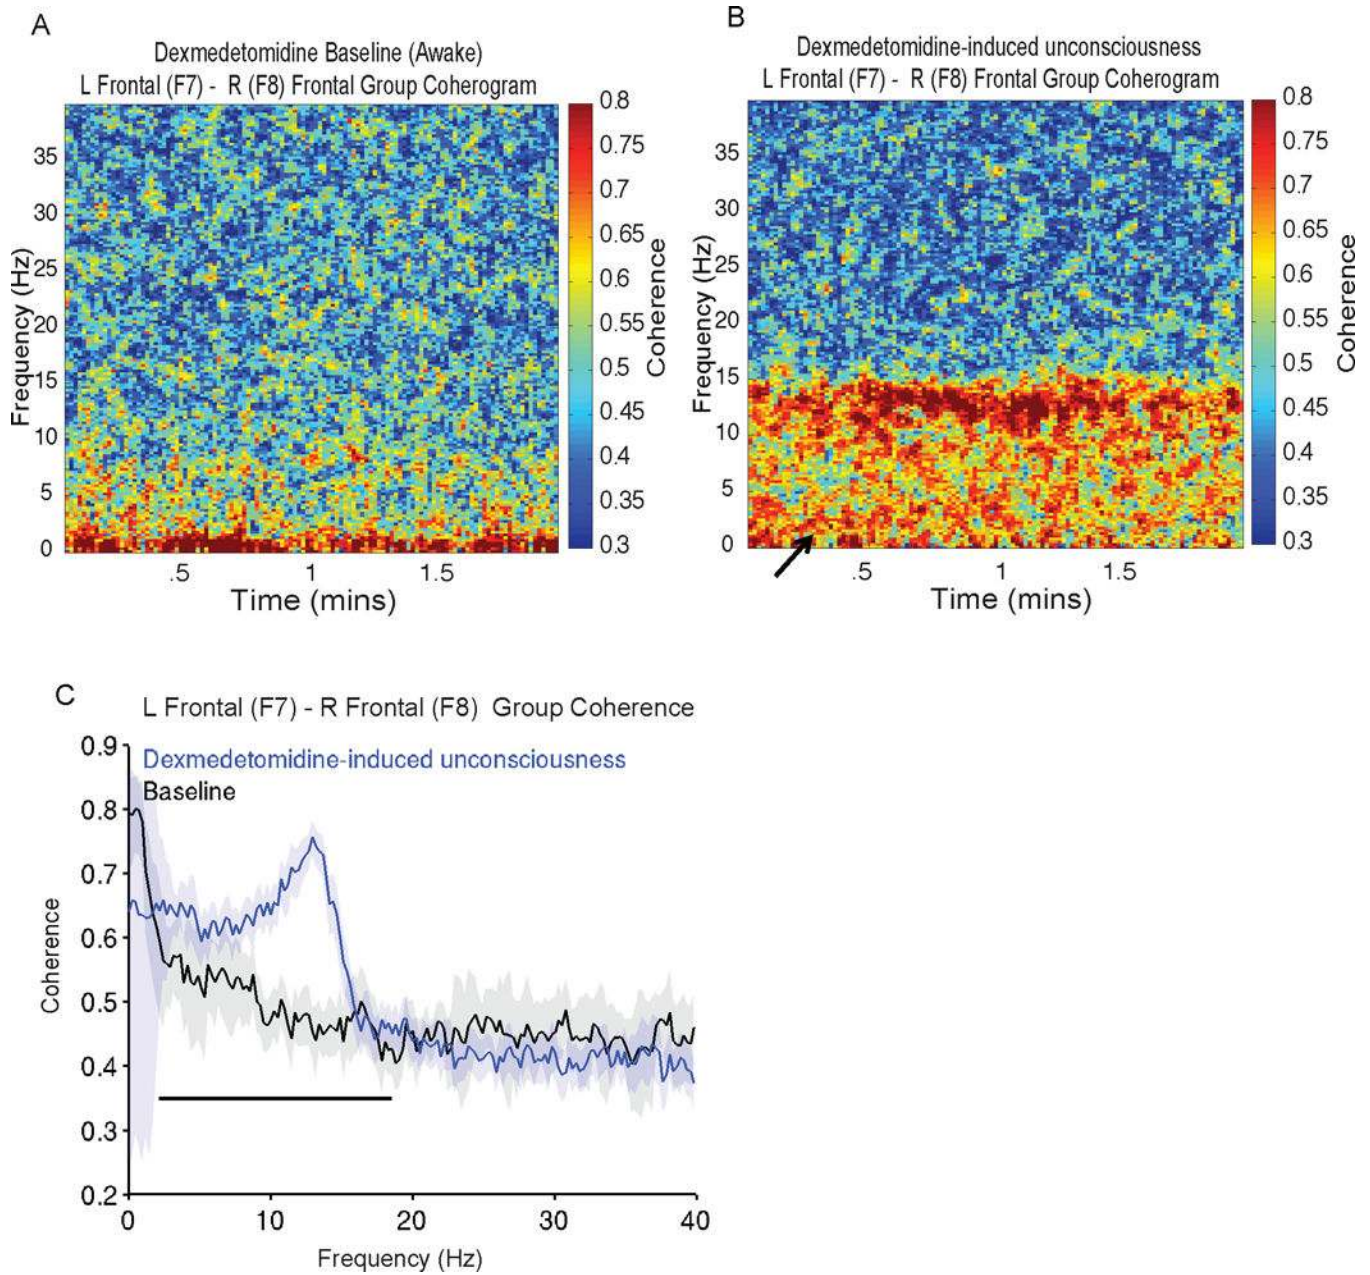 A
Dexmedetomidine Baseline (Awake)
L Frontal (F7) - R (F8) Frontal Group Coherogram
35
30
25
20
15
10
5
0
Frequency (Hz)
.5 1 1.5
Time (mins)
0.8
0.75
0.7
0.65
0.6
0.55
0.5
0.45
0.4
0.35
0.3
Coherence
B
Dexmedetomidine-induced unconsciousness
L Frontal (F7) - R (F8) Frontal Group Coherogram
35
30
25
20
15
10
5
0
Frequency (Hz)
.5 1 1.5
Time (mins)
0.8
0.75
0.7
0.65
0.6
0.55
0.5
0.45
0.4
0.35
0.3
Coherence
C
L Frontal (F7) - R Frontal (F8) Group Coherence
Dexmedetomidine-induced unconsciousness
Baseline
0.9
0.8
0.7
0.6
0.5
0.4
0.3
0.2
Coherence
0 10 20 30 40
Frequency (Hz)